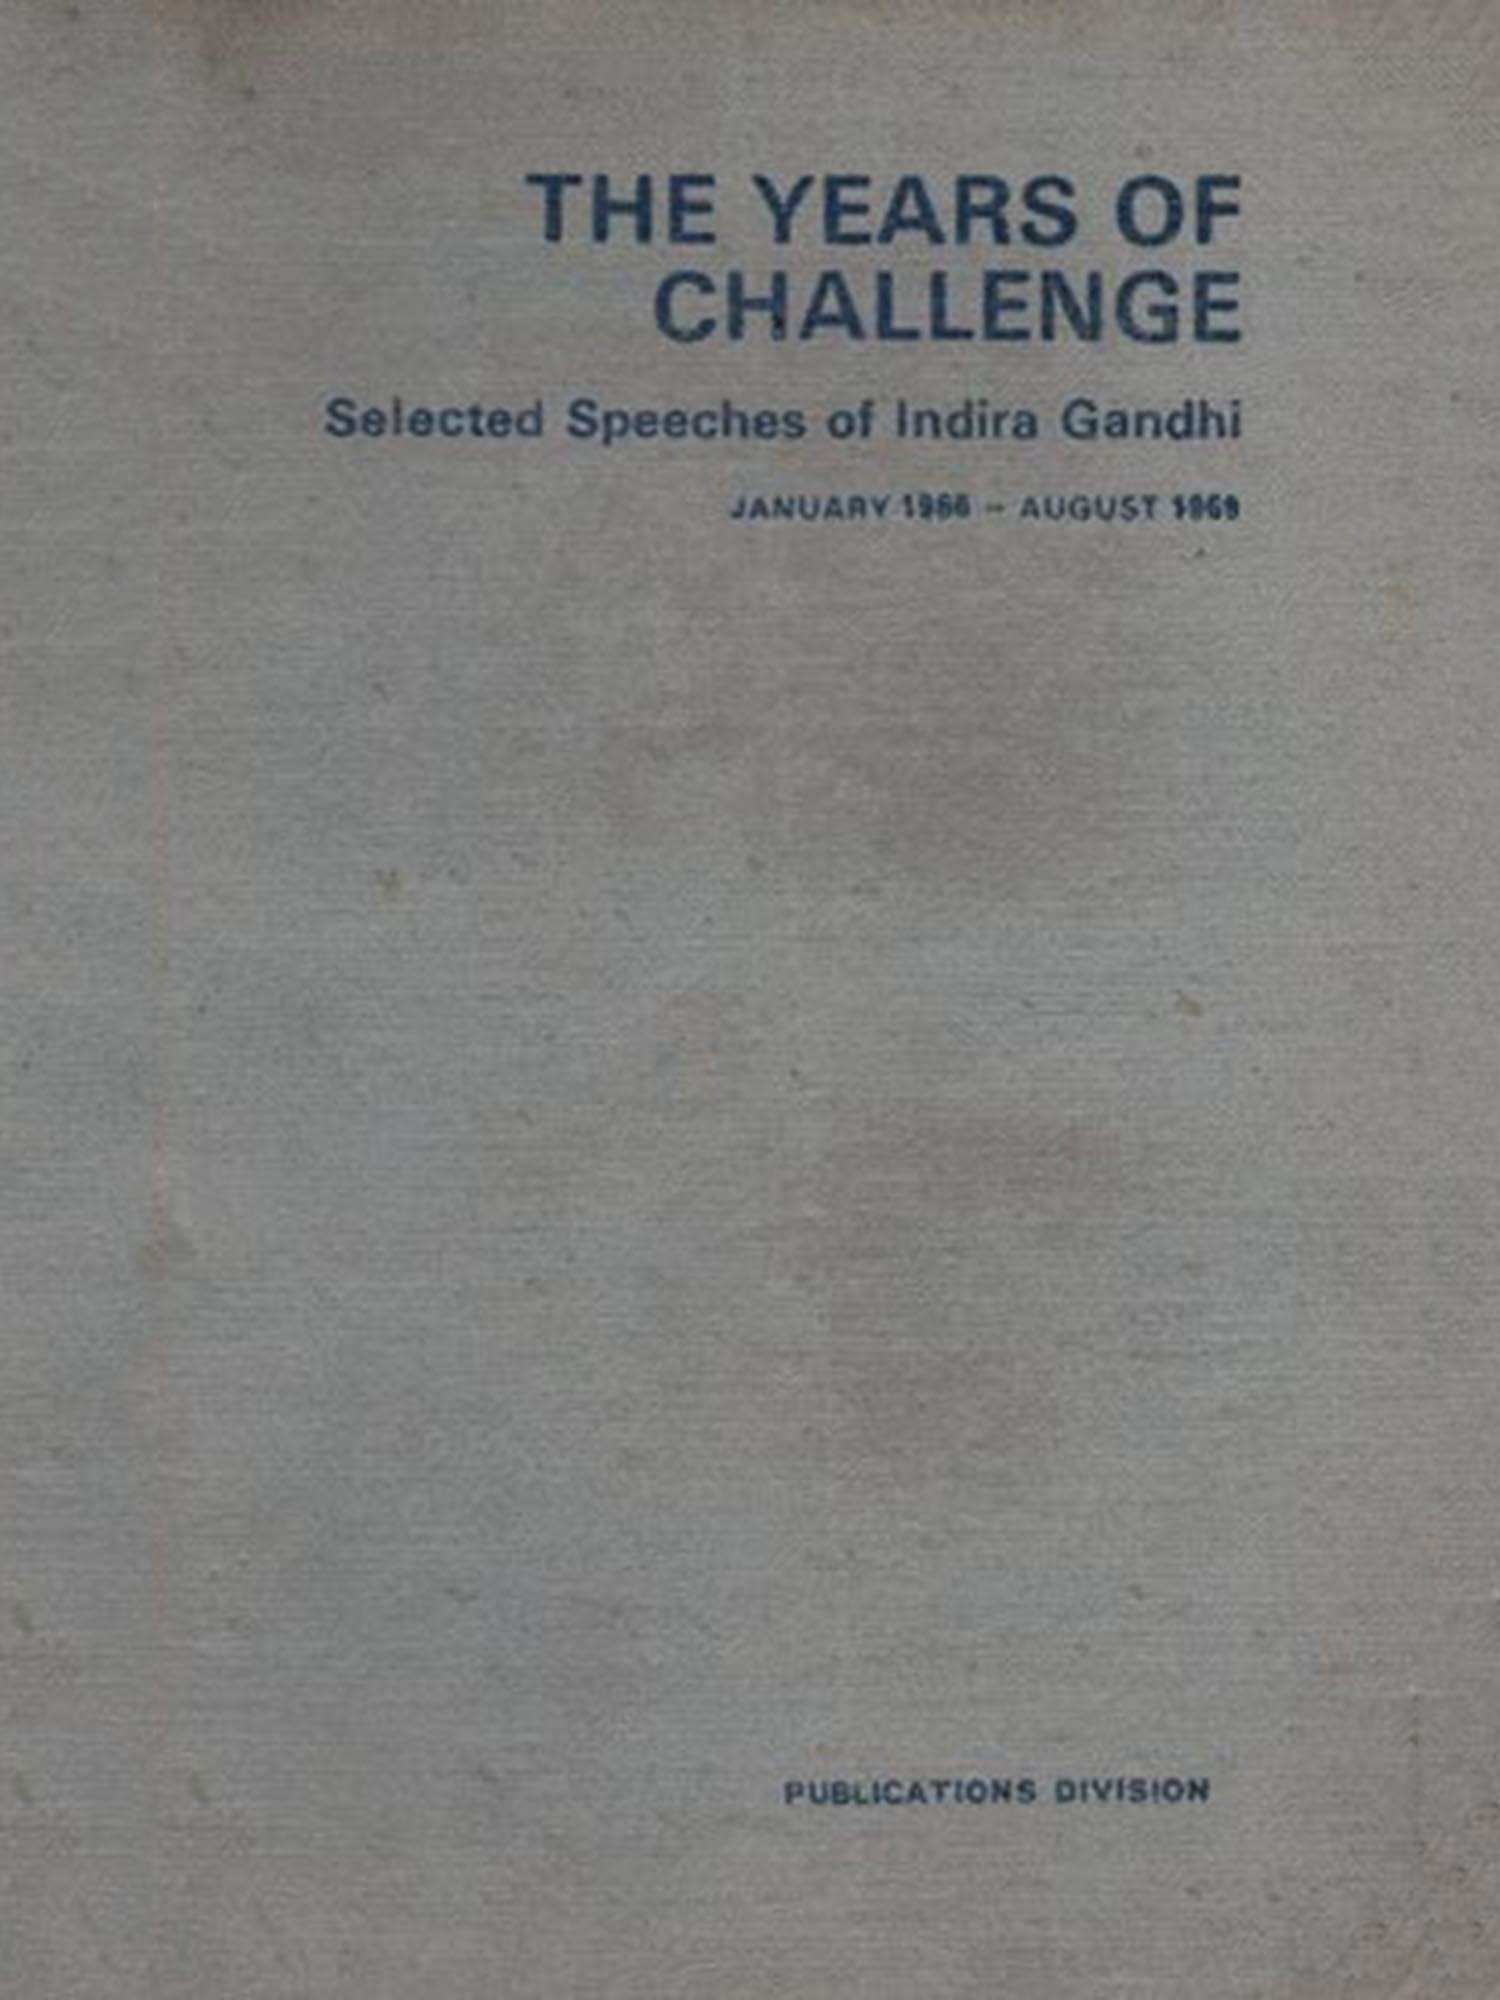 THE YEARS OF
CHALLENGE
Selected Speeches of Indira Gandhi
JANUARY 1966 – AUGUST 1969
PUBLICATIONS DIVISION